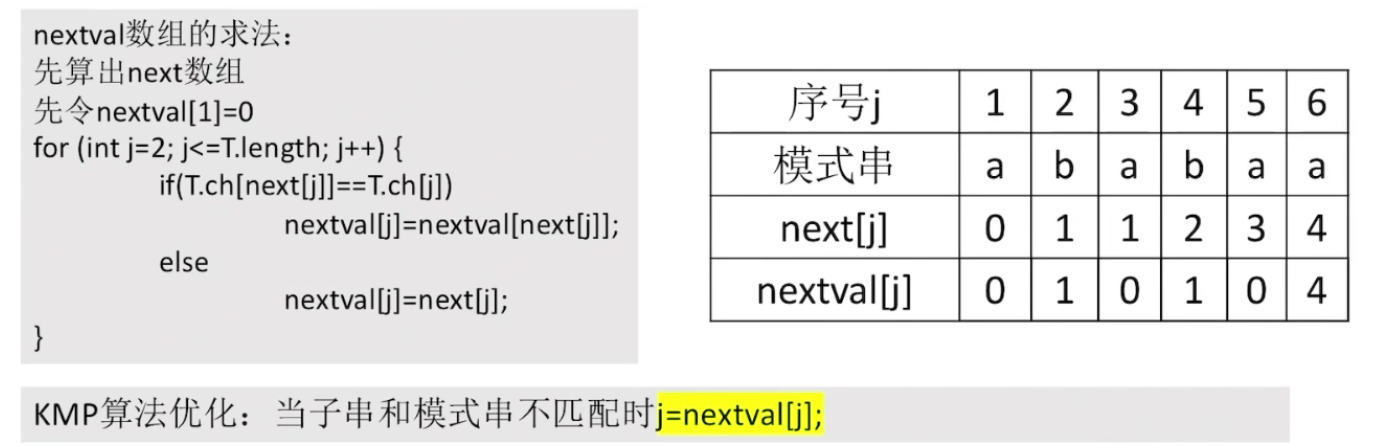 nextval数组的求法：
先算出next数组
先令nextval[1]=0
for (int j=2; j<=T.length; j++) {
if(T.ch[next[j]]==T.ch[j])
nextval[j]=nextval[next[j]];
else
nextval[j]=next[j];
}
序号j 1 2 3 4 5 6
模式串 a b a b a a
next[j] 0 1 1 2 3 4
nextval[j] 0 1 0 1 0 4
KMP算法优化：当子串和模式串不匹配时j=nextval[j];